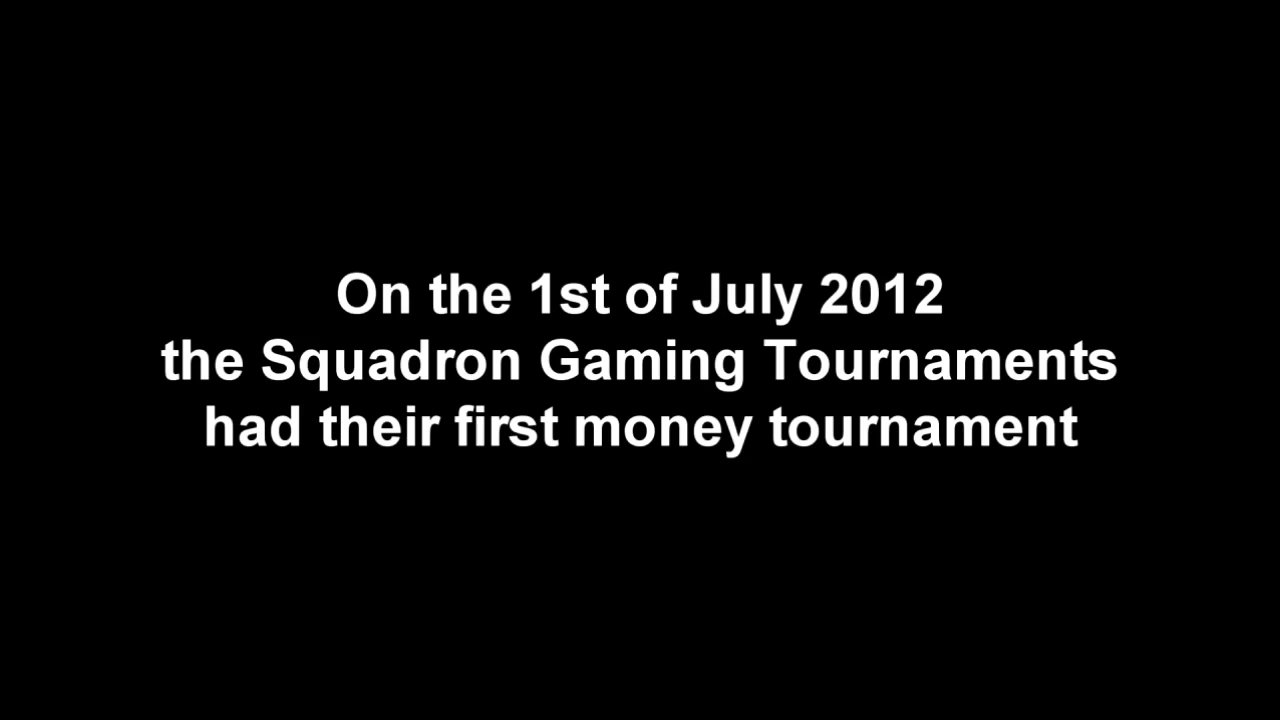 On the 1st of July 2012
the Squadron Gaming Tournaments
had their first money tournament